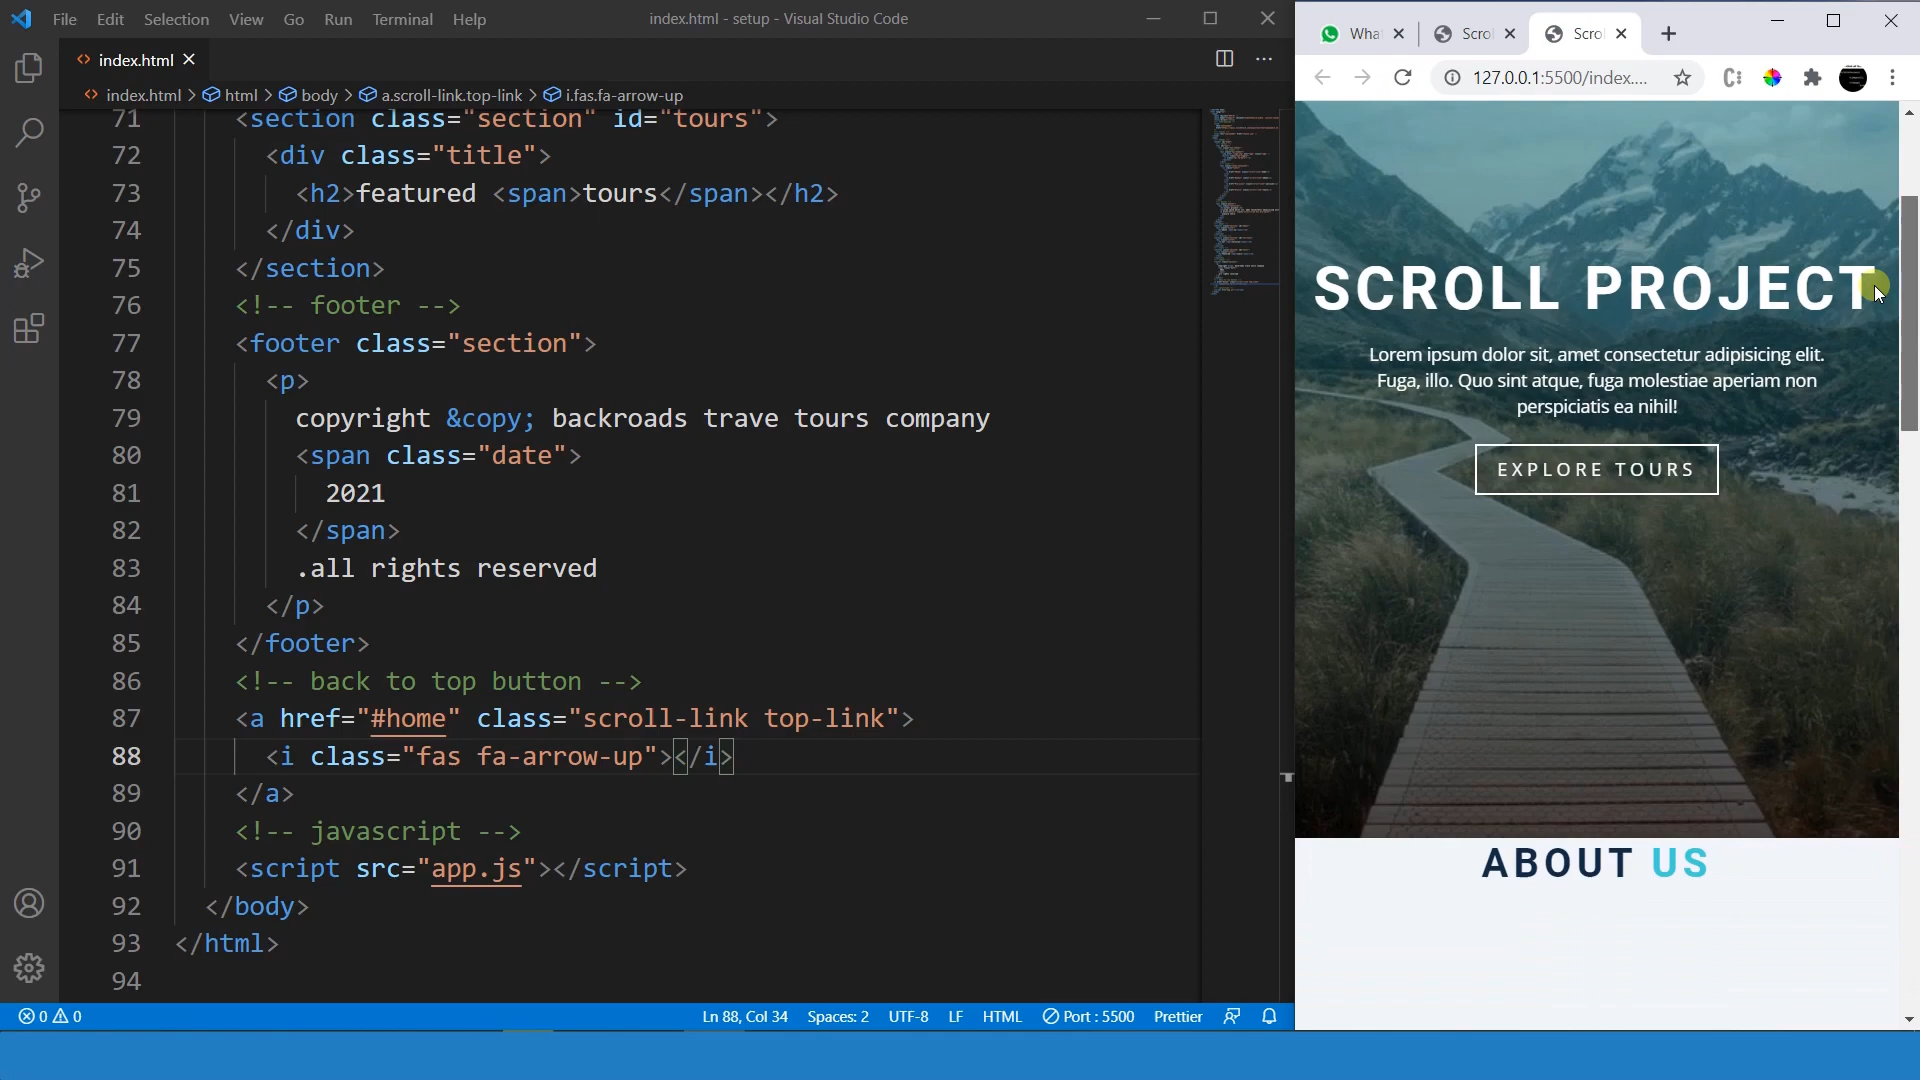 File Edit Selection View Go Run Terminal Help
index.html - setup - Visual Studio Code
index.html
index.html > html > body > a.scroll-link.top-link > i.fas.fa-arrow-up
71 <section class="section" id="tours">
72 <div class="title">
73 <h2>featured <span>tours</span></h2>
74 </div>
75 </section>
76 <!-- footer -->
77 <footer class="section">
78 <p>
79 copyright &copy; backroads trave tours company
80 <span class="date">
81 2021
82 </span>
83 .all rights reserved
84 </p>
85 </footer>
86 <!-- back to top button -->
87 <a href="#home" class="scroll-link top-link">
88 <i class="fas fa-arrow-up"></i>
89 </a>
90 <!-- javascript -->
91 <script src="app.js"></script>
92 </body>
93 </html>
94
0 0
Ln 88, Col 34 Spaces: 2 UTF-8 LF HTML Port : 5500 Prettier
What Scro Scro
127.0.0.1:5500/index....
SCROLL PROJECT
Lorem ipsum dolor sit, amet consectetur adipisicing elit.
Fuga, illo. Quo sint atque, fuga molestiae aperiam non
perspiciatis ea nihil!
EXPLORE TOURS
ABOUT US